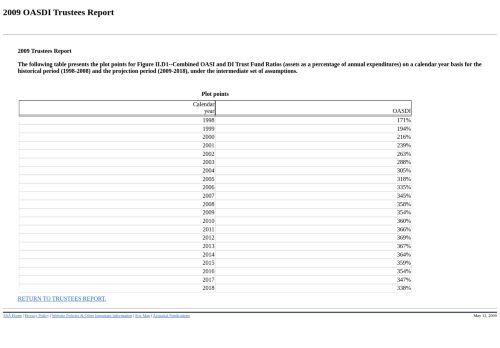 2009 OASDI Trustees Report
2009 Trustees Report
The following table presents the plot points for Figure II.D1--Combined OASI and DI Trust Fund Ratios (assets as a percentage of annual expenditures) on a calendar year basis for the
historical period (1998-2008) and the projection period (2009-2018), under the intermediate set of assumptions.
Plot points
Calendar
year OASDI
1998 171%
1999 194%
2000 216%
2001 239%
2002 263%
2003 288%
2004 305%
2005 318%
2006 335%
2007 345%
2008 358%
2009 354%
2010 360%
2011 366%
2012 369%
2013 367%
2014 364%
2015 359%
2016 354%
2017 347%
2018 338%
RETURN TO TRUSTEES REPORT.
SSA Home | Privacy Policy | Website Policies & Other Important Information | Site Map | Actuarial Publications May 12, 2009